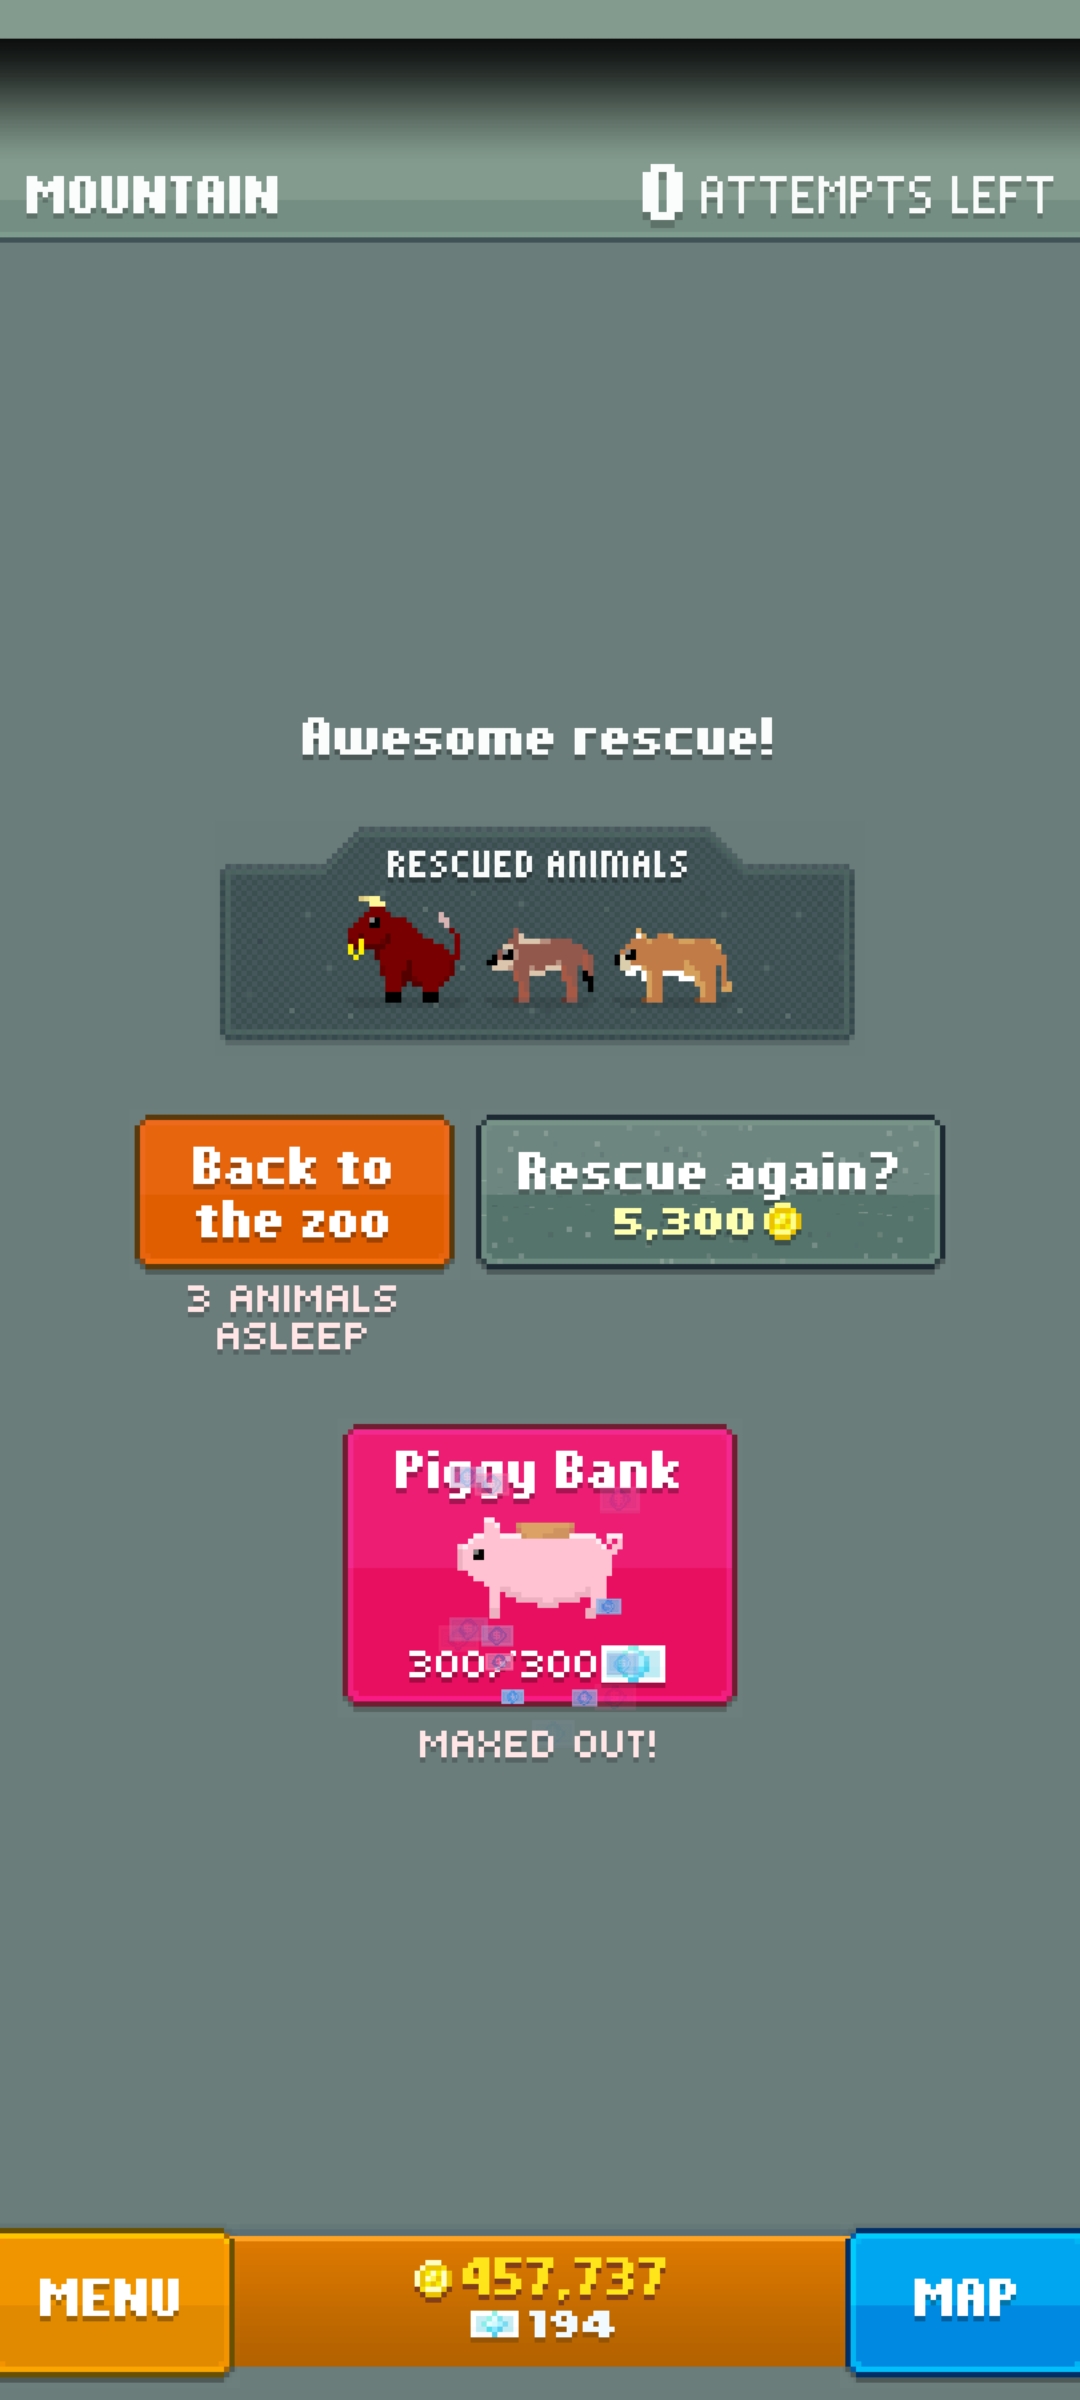 MOUNTAIN
0 ATTEMPTS LEFT
Awesome rescue!
RESCUED ANIMALS
Back to
the zoo
Rescue again?
5,300
3 ANIMALS
ASLEEP
Piggy Bank
300/300
MAXED OUT!
MENU
457,737
194
MAP